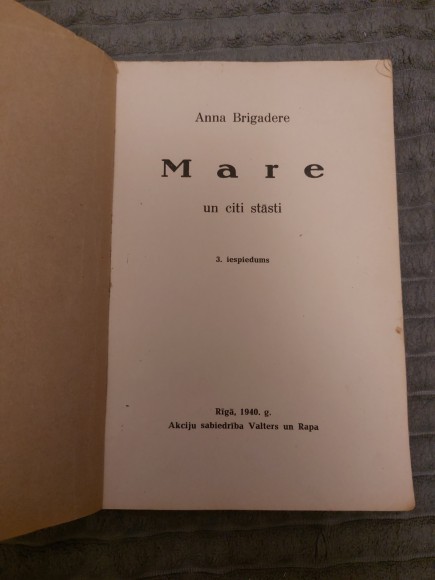 Anna Brigadere
Mare
un citi stāsti
3. iespiedums
Rīgā, 1940. g.
Akciju sabiedrība Valters un Rapa